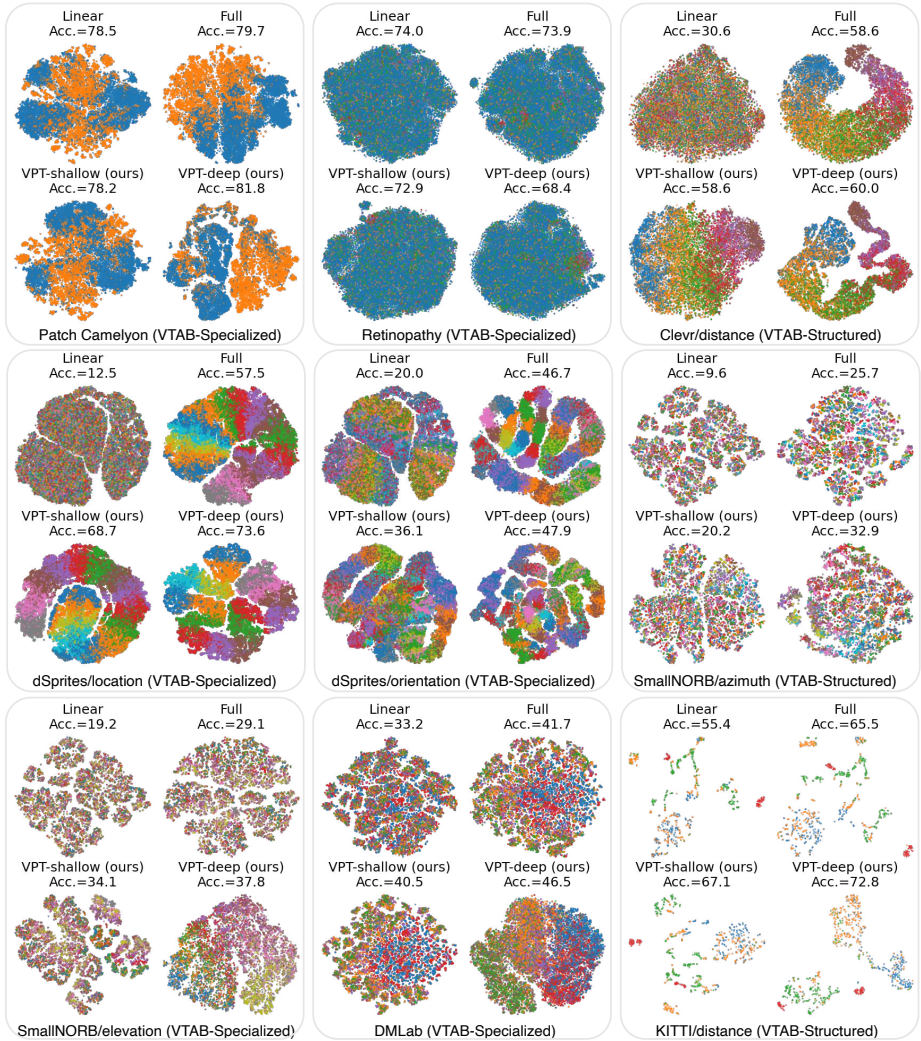 Linear
Acc.=78.5
Full
Acc.=79.7
VPT-shallow (ours)
Acc.=78.2
VPT-deep (ours)
Acc.=81.8
Patch Camelyon (VTAB-Specialized)
Linear
Acc.=74.0
Full
Acc.=73.9
VPT-shallow (ours)
Acc.=72.9
VPT-deep (ours)
Acc.=68.4
Retinopathy (VTAB-Specialized)
Linear
Acc.=30.6
Full
Acc.=58.6
VPT-shallow (ours)
Acc.=58.6
VPT-deep (ours)
Acc.=60.0
Clevr/distance (VTAB-Structured)
Linear
Acc.=12.5
Full
Acc.=57.5
VPT-shallow (ours)
Acc.=68.7
VPT-deep (ours)
Acc.=73.6
dSprites/location (VTAB-Specialized)
Linear
Acc.=20.0
Full
Acc.=46.7
VPT-shallow (ours)
Acc.=36.1
VPT-deep (ours)
Acc.=47.9
dSprites/orientation (VTAB-Specialized)
Linear
Acc.=9.6
Full
Acc.=25.7
VPT-shallow (ours)
Acc.=20.2
VPT-deep (ours)
Acc.=32.9
SmallNORB/azimuth (VTAB-Structured)
Linear
Acc.=19.2
Full
Acc.=29.1
VPT-shallow (ours)
Acc.=34.1
VPT-deep (ours)
Acc.=37.8
SmallNORB/elevation (VTAB-Specialized)
Linear
Acc.=33.2
Full
Acc.=41.7
VPT-shallow (ours)
Acc.=40.5
VPT-deep (ours)
Acc.=46.5
DMLab (VTAB-Specialized)
Linear
Acc.=55.4
Full
Acc.=65.5
VPT-shallow (ours)
Acc.=67.1
VPT-deep (ours)
Acc.=72.8
KITTI/distance (VTAB-Structured)